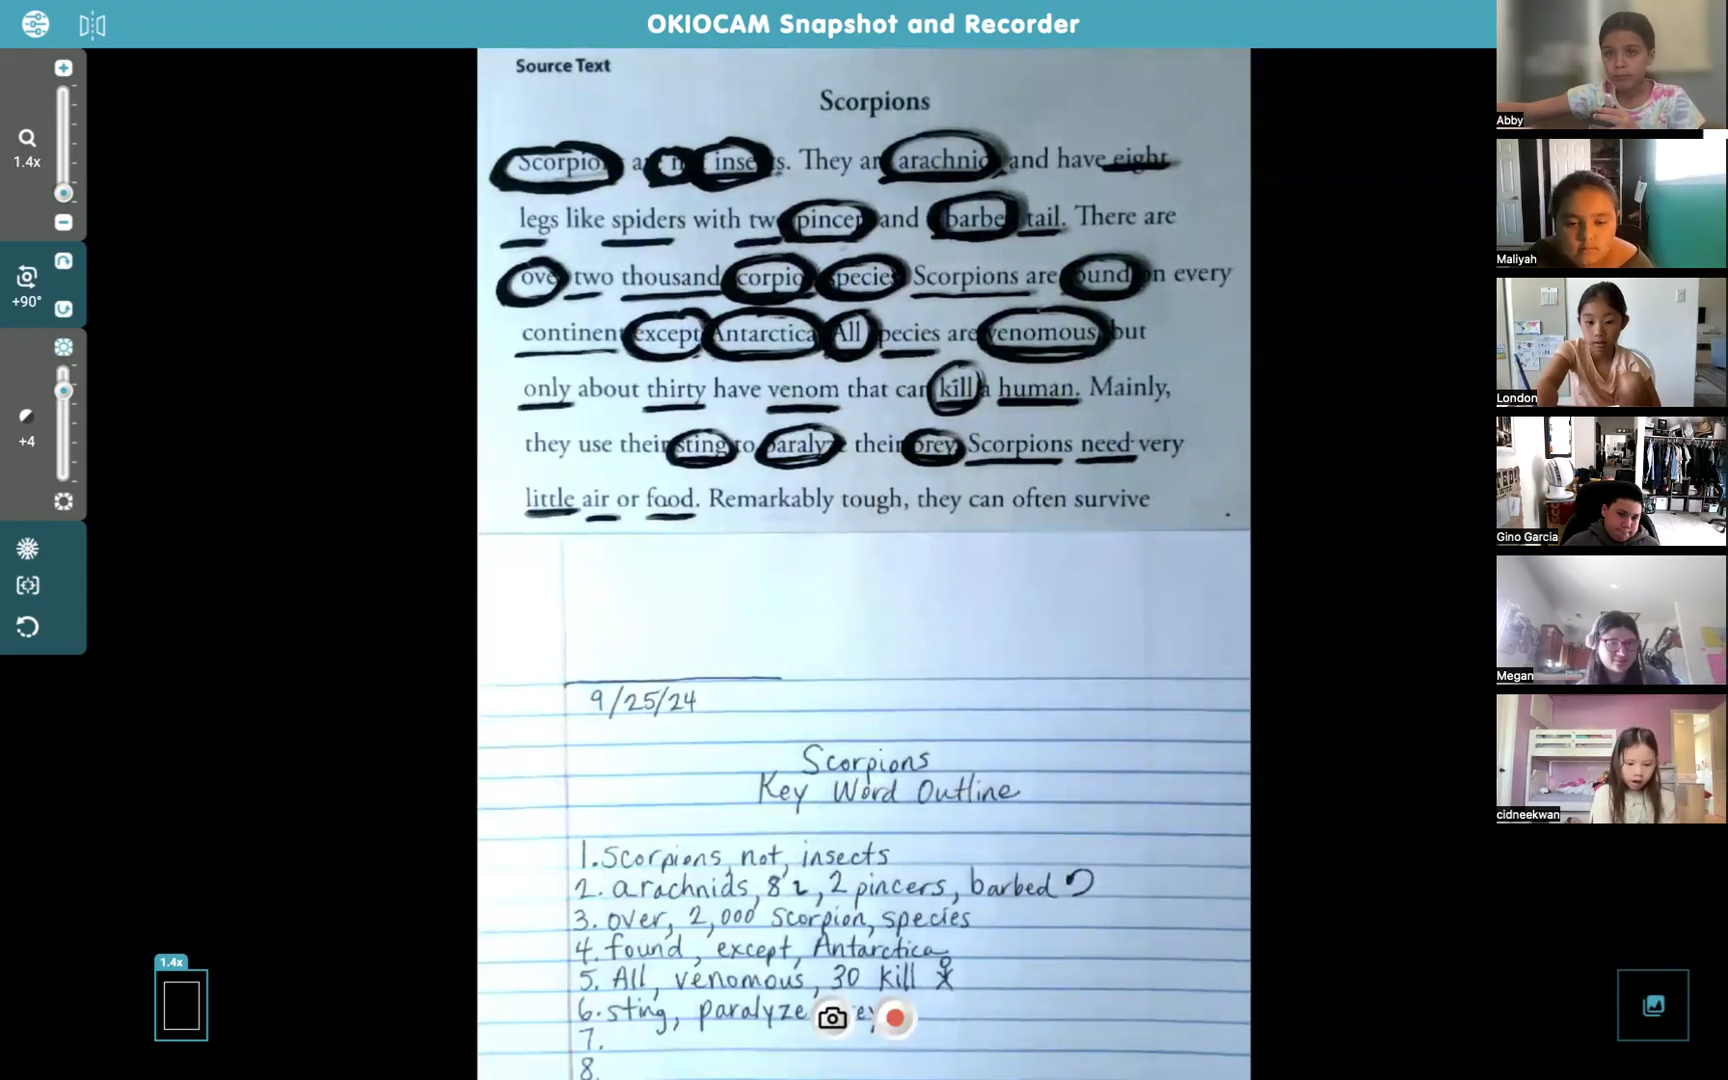 OKIOCAM Snapshot and Recorder
1.4x
+90°
+4
1.4x
Source Text
Scorpions
Scorpions are not insects. They are arachnids and have eight
legs like spiders with two pincers and barbed tail. There are
over two thousand scorpion species. Scorpions are found on every
continent except Antarctica. All species are venomous, but
only about thirty have venom that can kill a human. Mainly,
they use their sting to paralyze their prey. Scorpions need very
little air or food. Remarkably tough, they can often survive
9/25/24
Scorpions
Key Word Outline
1. Scorpions, not, insects
2. arachnids, 8 L, 2 pincers, barbed
3. over, 2,000 scorpion, species
4. found, except, Antarctica
5. All, venomous, 30 kill
6. sting, paralyze
7.
8.
Abby
Maliyah
London
Gino Garcia
Megan
cidneekwan